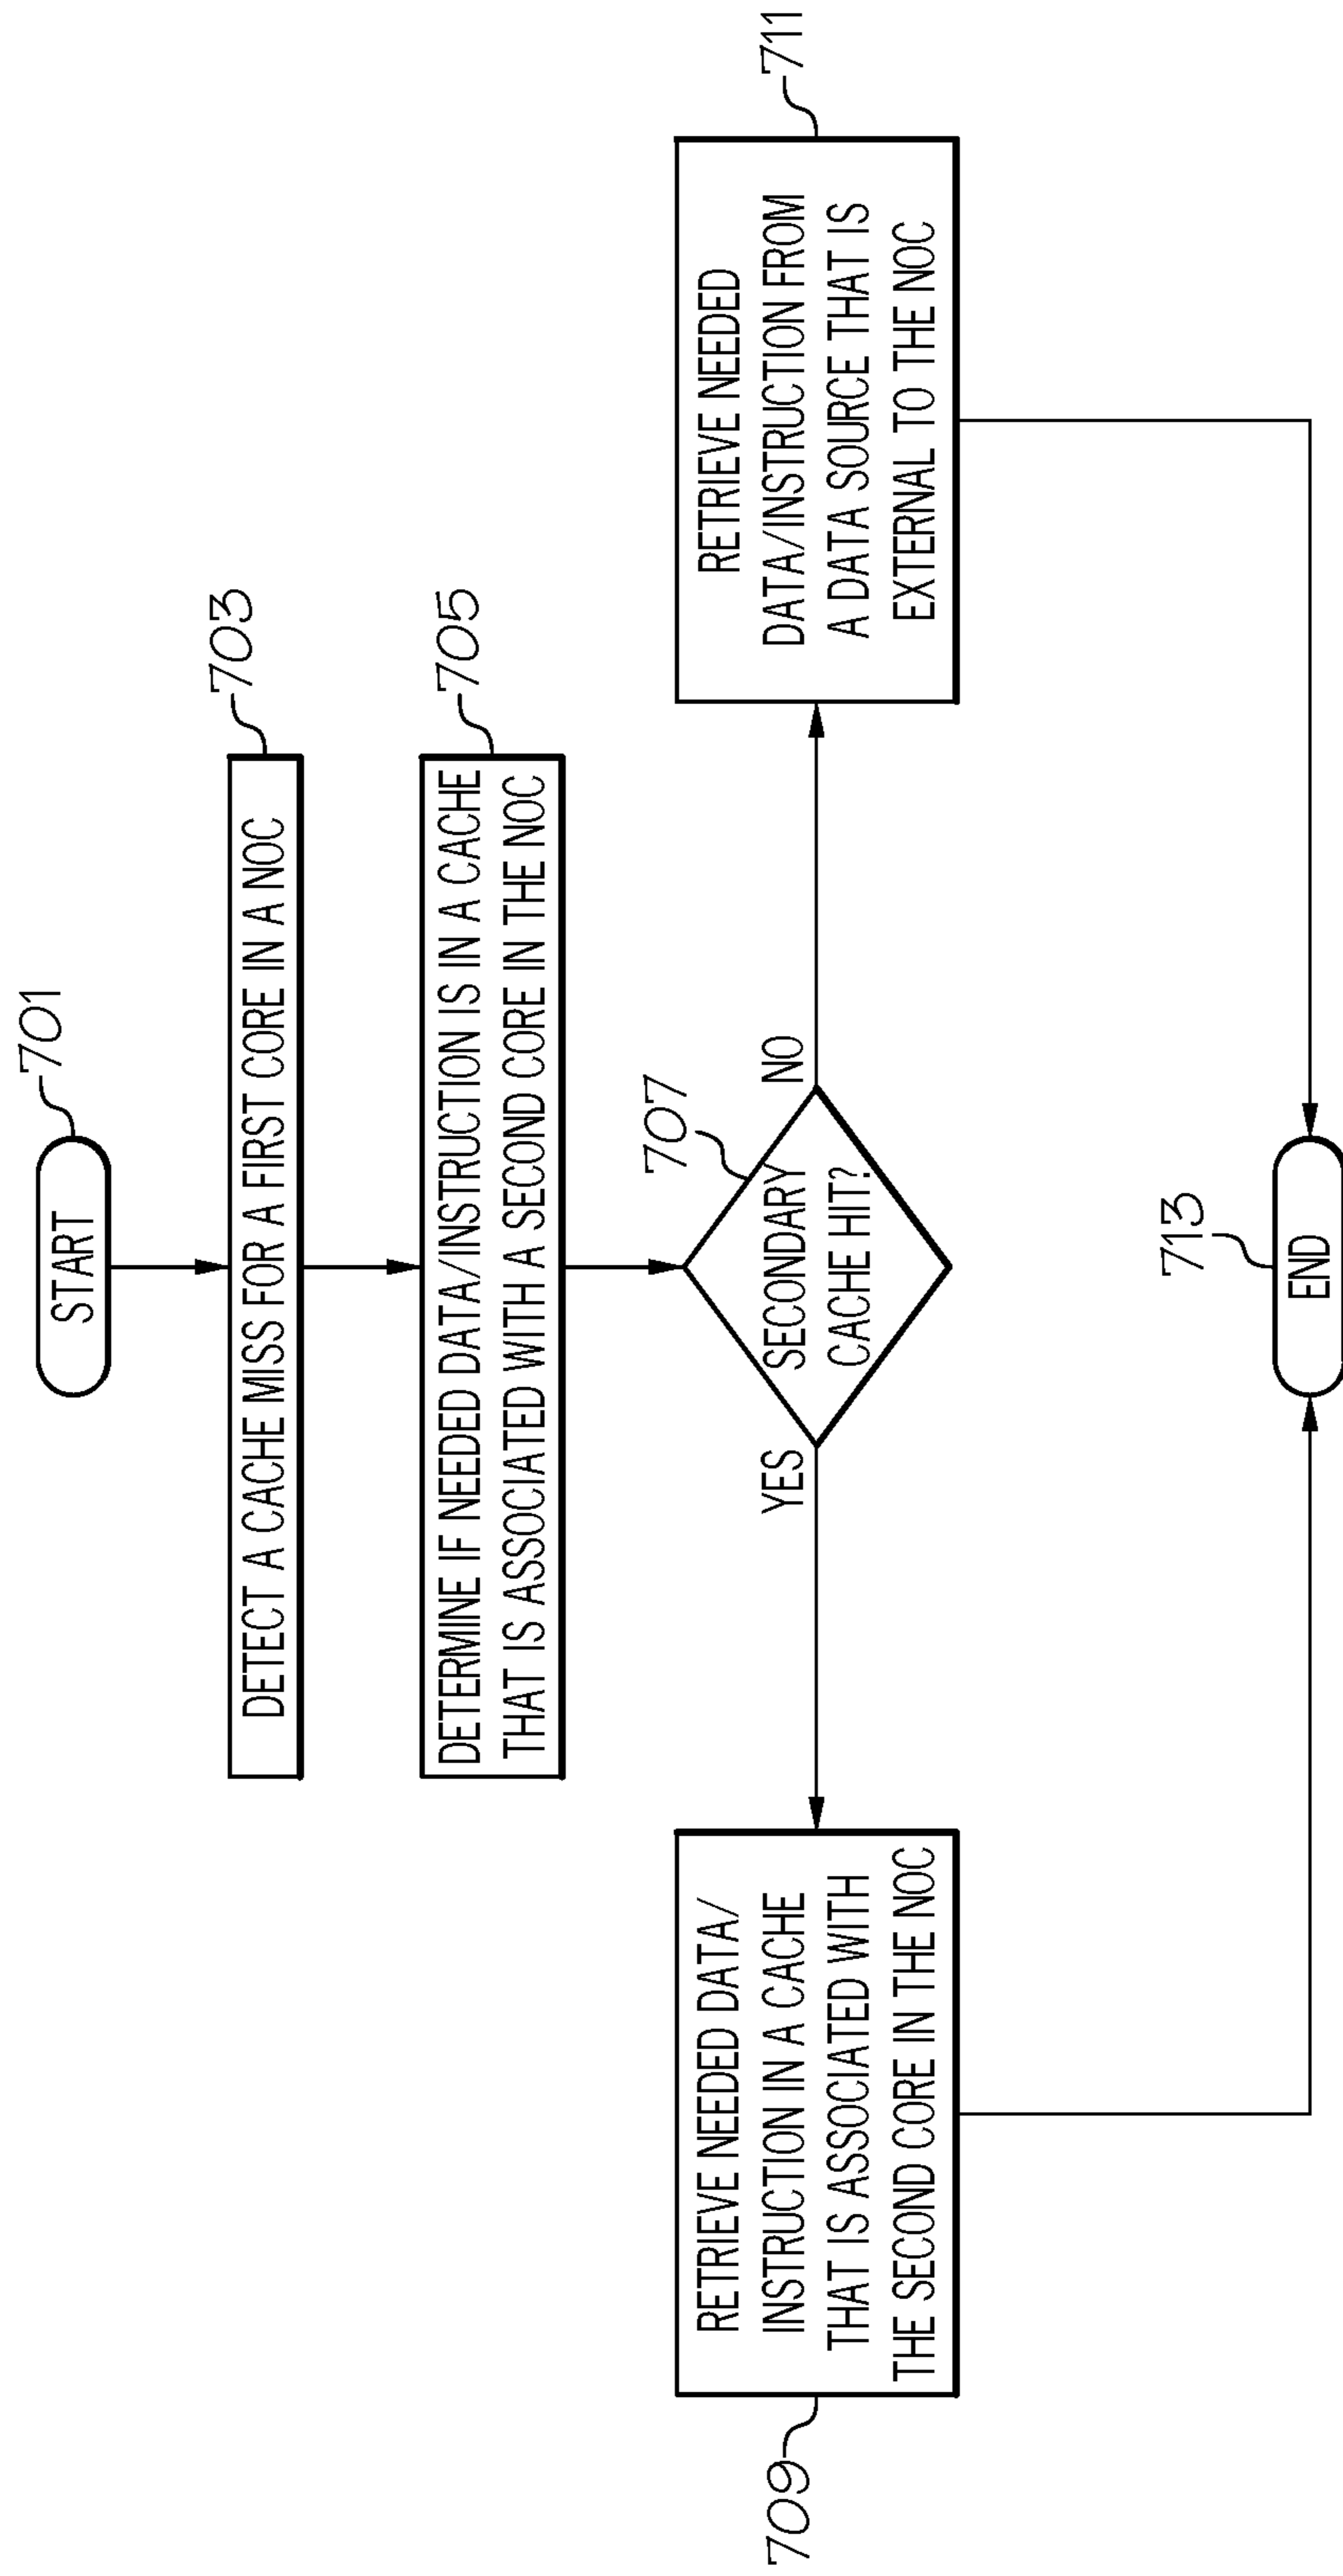 701
START
703
DETECT A CACHE MISS FOR A FIRST CORE IN A NOC
705
DETERMINE IF NEEDED DATA/INSTRUCTION IS IN A CACHE
THAT IS ASSOCIATED WITH A SECOND CORE IN THE NOC
707
SECONDARY
CACHE HIT?
YES
NO
709
RETRIEVE NEEDED DATA/
INSTRUCTION IN A CACHE
THAT IS ASSOCIATED WITH
THE SECOND CORE IN THE NOC
711
RETRIEVE NEEDED
DATA/INSTRUCTION FROM
A DATA SOURCE THAT IS
EXTERNAL TO THE NOC
713
END